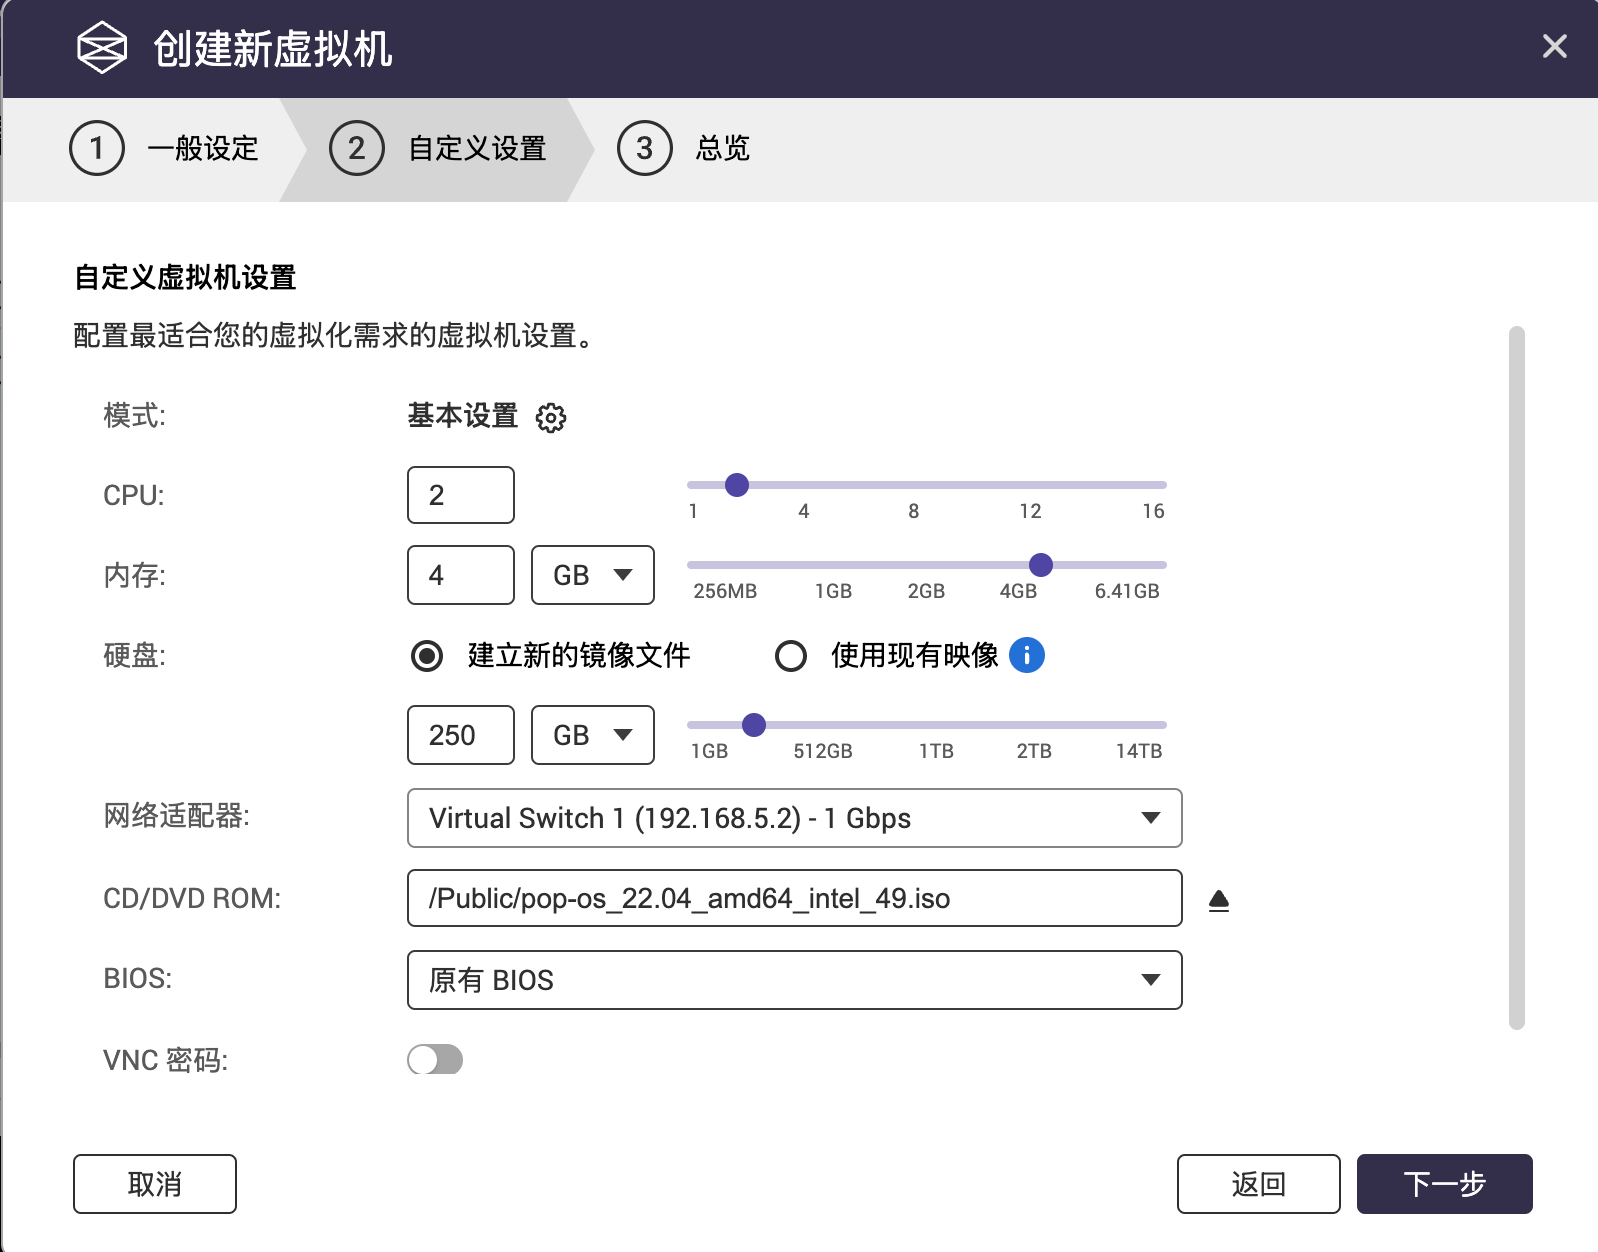 创建新虚拟机
1 一般设定 2 自定义设置 3 总览
自定义虚拟机设置
配置最适合您的虚拟化需求的虚拟机设置。
模式: 基本设置
CPU: 2
1 4 8 12 16
内存: 4 GB
256MB 1GB 2GB 4GB 6.41GB
硬盘: 建立新的镜像文件 使用现有映像
250 GB
1GB 512GB 1TB 2TB 14TB
网络适配器: Virtual Switch 1 (192.168.5.2) - 1 Gbps
CD/DVD ROM: /Public/pop-os_22.04_amd64_intel_49.iso
BIOS: 原有 BIOS
VNC 密码:
取消 返回 下一步